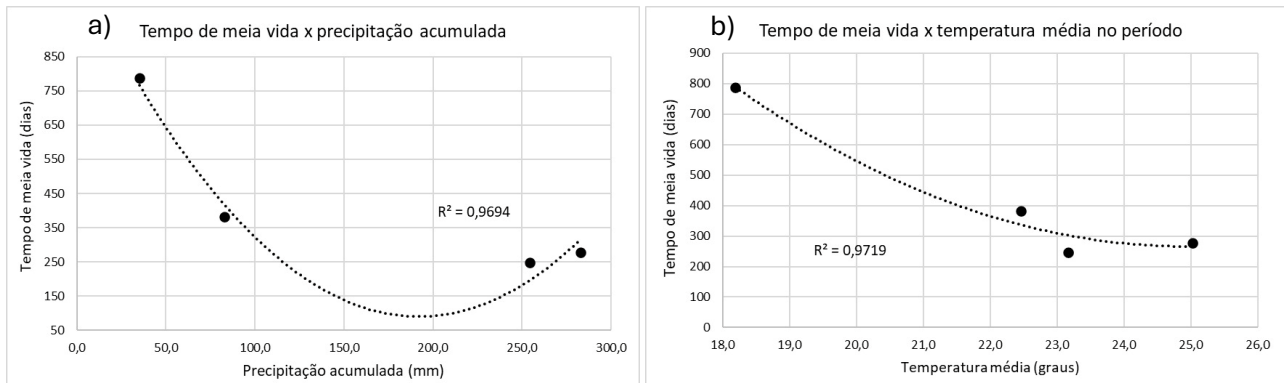 a) Tempo de meia vida x precipitação acumulada
Tempo de meia vida (dias)
850
750
650
550
450
350
250
150
50
R² = 0,9694
0,0 50,0 100,0 150,0 200,0 250,0 300,0
Precipitação acumulada (mm)
b) Tempo de meia vida x temperatura média no período
Tempo de meia vida (dias)
900
800
700
600
500
400
300
200
100
0
R² = 0,9719
18,0 19,0 20,0 21,0 22,0 23,0 24,0 25,0 26,0
Temperatura média (graus)